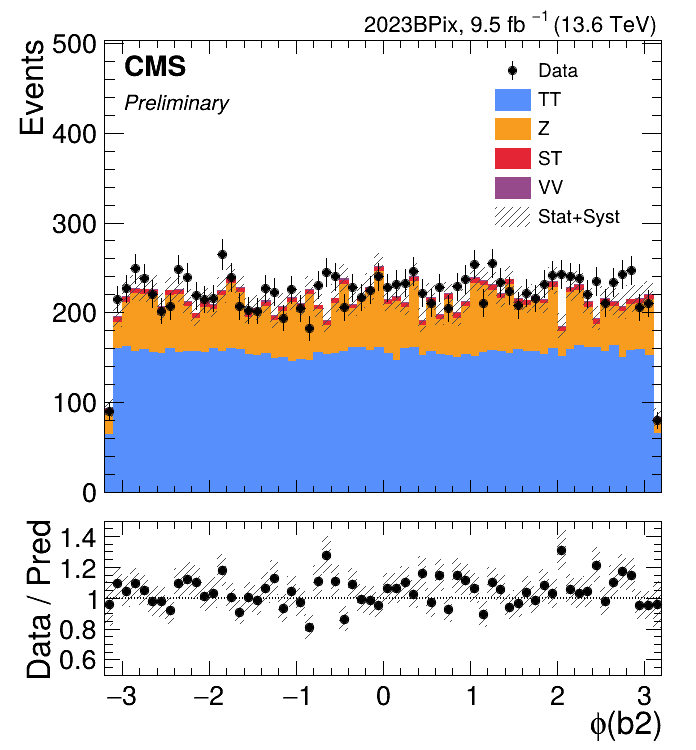 2023BPix, 9.5 fb⁻¹ (13.6 TeV)
CMS
Preliminary
Data
TT
Z
ST
VV
Stat+Syst
Events
500
400
300
200
100
0
Data / Pred
1.4
1.2
1
0.8
0.6
−3 −2 −1 0 1 2 3
ϕ(b2)